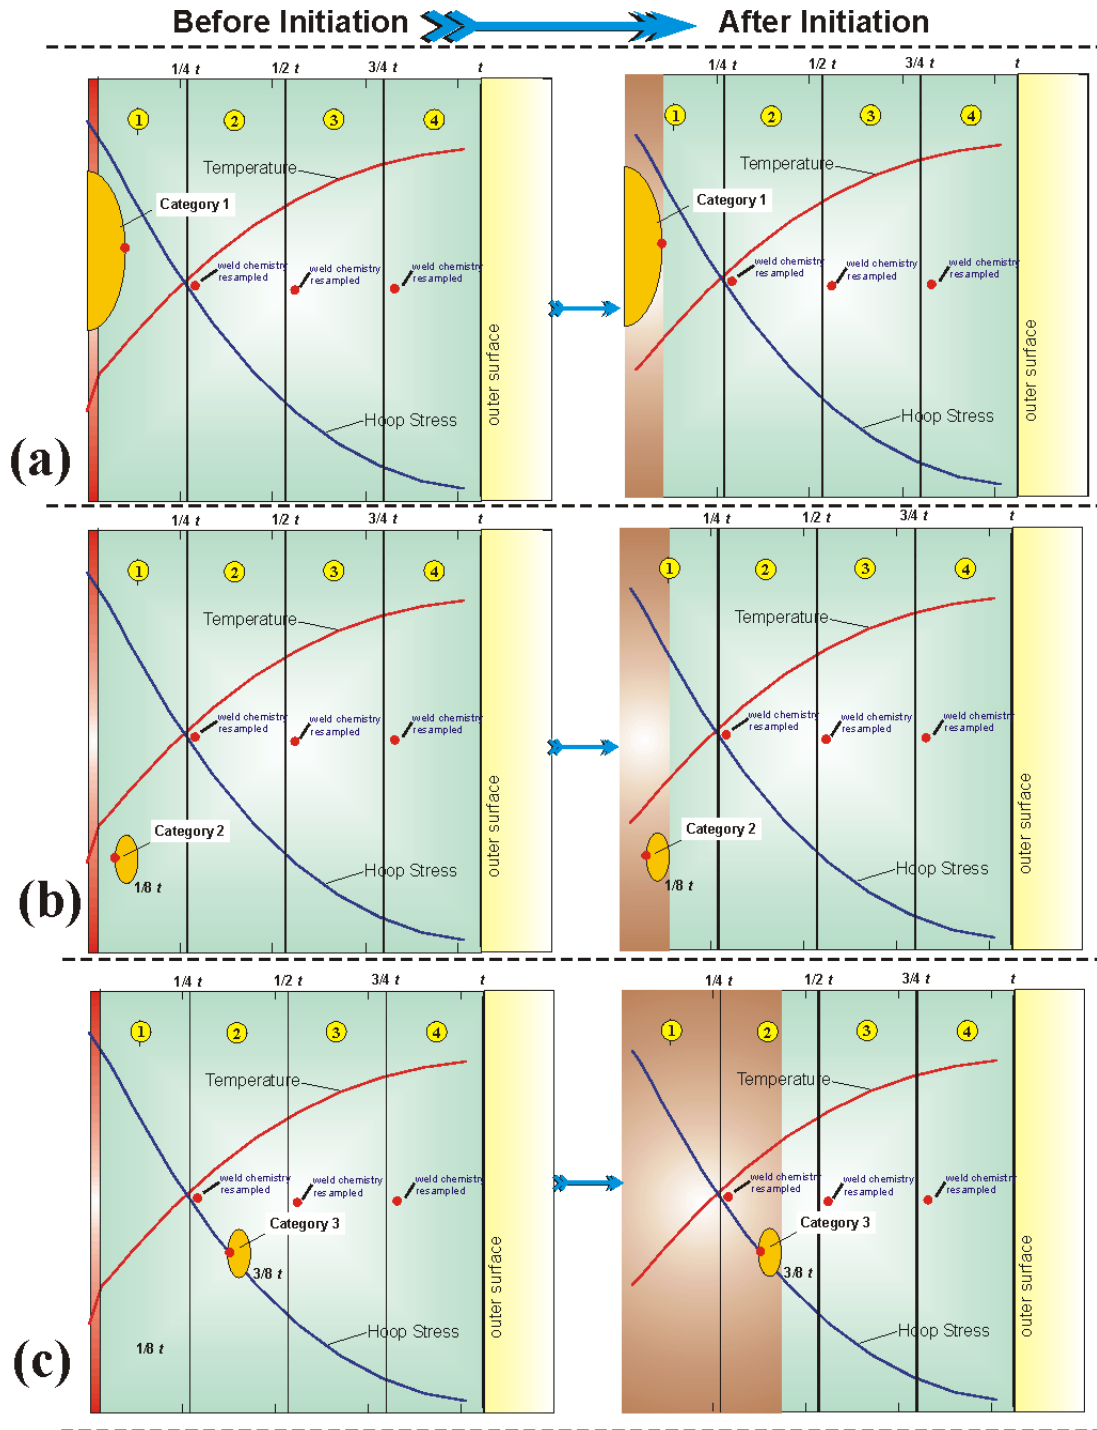 Before Initiation After Initiation
1/4 t 1/2 t 3/4 t t 1/4 t 1/2 t 3/4 t t
1 2 3 4 1 2 3 4
Temperature Temperature
Category 1 Category 1
weld chemistry resampled weld chemistry resampled weld chemistry resampled weld chemistry resampled weld chemistry resampled weld chemistry resampled
outer surface outer surface
Hoop Stress Hoop Stress
(a)
1/4 t 1/2 t 3/4 t t 1/4 t 1/2 t 3/4 t t
1 2 3 4 1 2 3 4
Temperature Temperature
weld chemistry resampled weld chemistry resampled weld chemistry resampled weld chemistry resampled weld chemistry resampled weld chemistry resampled
outer surface outer surface
Category 2 Category 2
Hoop Stress Hoop Stress
1/8 t 1/8 t
(b)
1/4 t 1/2 t 3/4 t t 1/4 t 1/2 t 3/4 t t
1 2 3 4 1 2 3 4
Temperature Temperature
weld chemistry resampled weld chemistry resampled weld chemistry resampled weld chemistry resampled weld chemistry resampled weld chemistry resampled
Category 3 Category 3
3/8 t 3/8 t
outer surface outer surface
Hoop Stress Hoop Stress
1/8 t
(c)